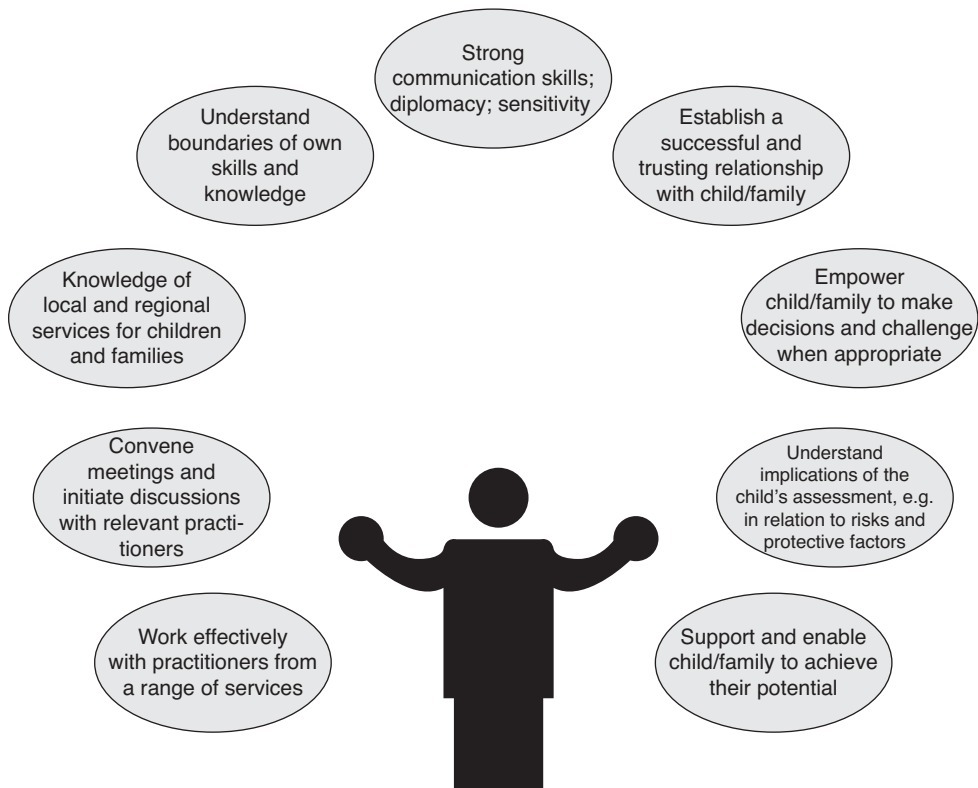 Strong
communication skills;
diplomacy; sensitivity
Understand
boundaries of own
skills and
knowledge
Establish a
successful and
trusting relationship
with child/family
Knowledge of
local and regional
services for children
and families
Empower
child/family to make
decisions and challenge
when appropriate
Convene
meetings and
initiate discussions
with relevant practi-
tioners
Understand
implications of the
child’s assessment, e.g.
in relation to risks and
protective factors
Work effectively
with practitioners from
a range of services
Support and enable
child/family to achieve
their potential